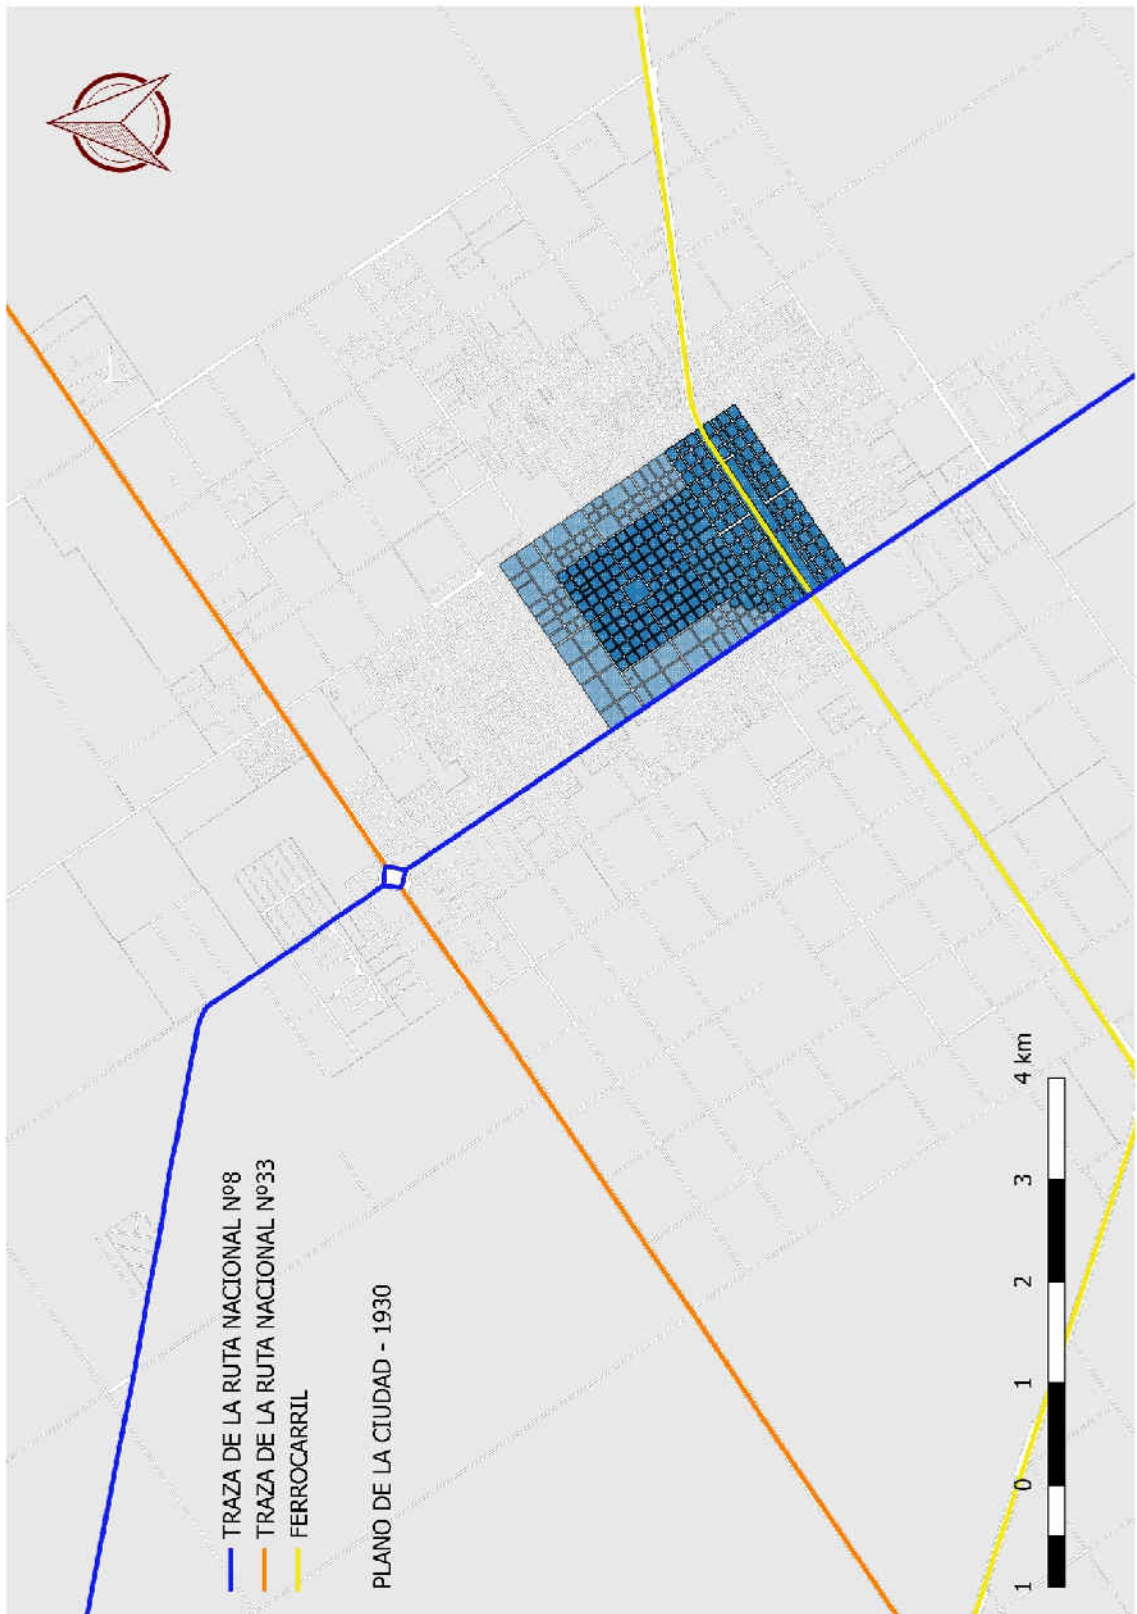 TRAZA DE LA RUTA NACIONAL Nº8
TRAZA DE LA RUTA NACIONAL Nº33
FERROCARRIL
PLANO DE LA CIUDAD - 1930
1 0 1 2 3 4 km